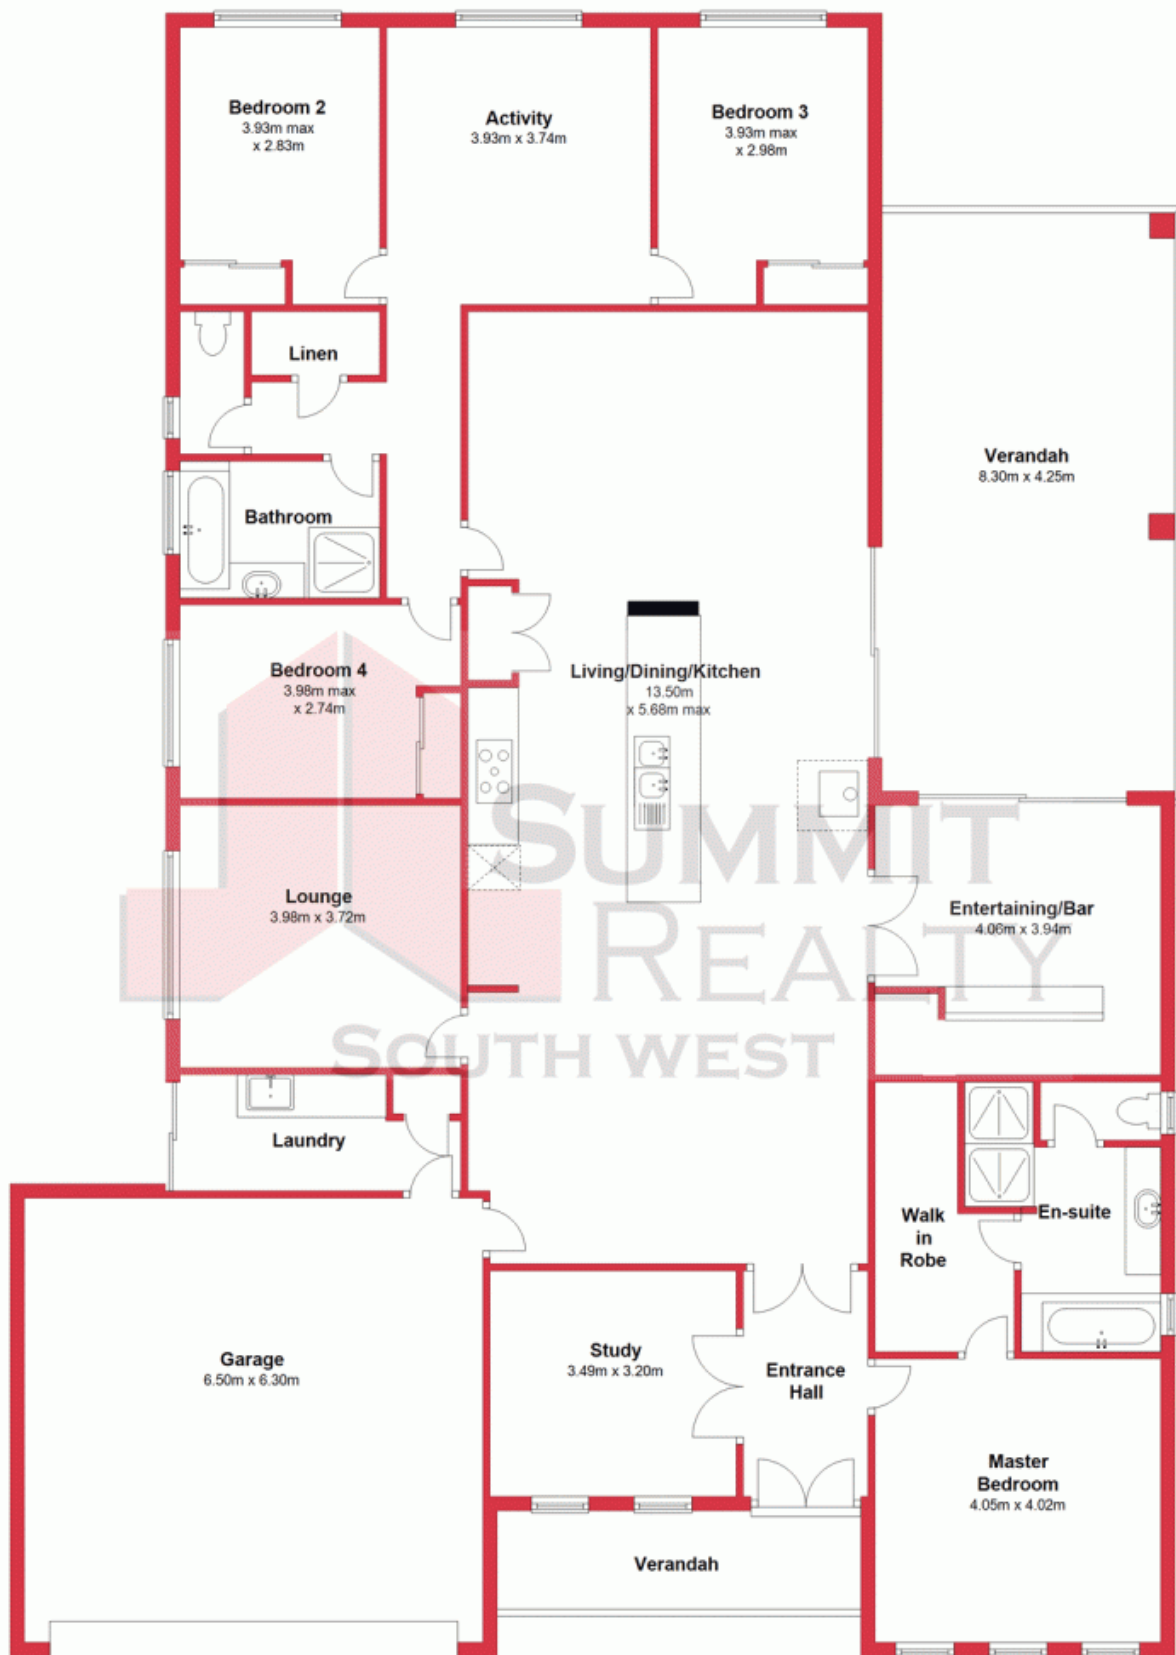 Bedroom 2
3.93m max
x 2.83m
Activity
3.93m x 3.74m
Bedroom 3
3.93m max
x 2.98m
Linen
Verandah
8.30m x 4.25m
Bathroom
Bedroom 4
3.98m max
x 2.74m
Living/Dining/Kitchen
13.50m
x 5.68m max
Lounge
3.98m x 3.72m
Entertaining/Bar
4.06m x 3.94m
SUMMIT
REALTY
SOUTH WEST
Laundry
Walk
in
Robe
En-suite
Garage
6.50m x 6.30m
Study
3.49m x 3.20m
Entrance
Hall
Master
Bedroom
4.05m x 4.02m
Verandah